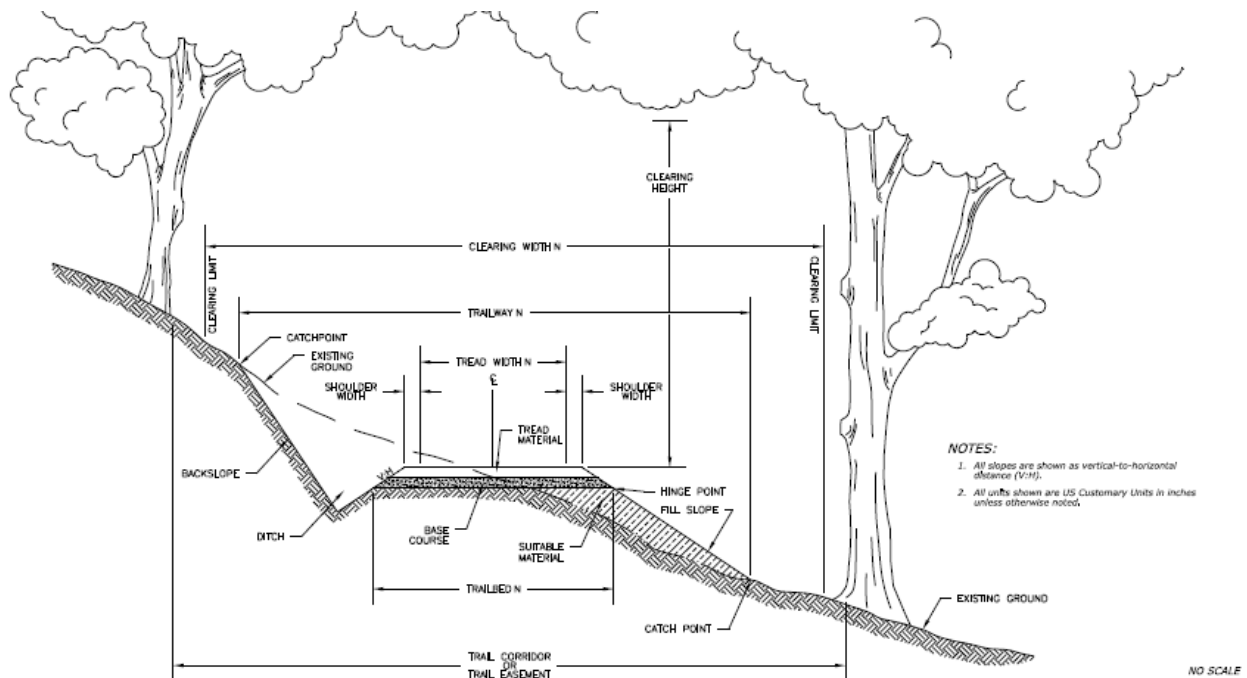 CLEARING
HEIGHT
CLEARING WIDTH N
CLEARING LIMIT
CLEARING LIMIT
TRAILWAY N
CATCHPOINT
EXISTING
GROUND
TREAD WIDTH N
℄
SHOULDER
WIDTH
SHOULDER
WIDTH
TREAD
MATERIAL
BACKSLOPE
V:H
HINGE POINT
FILL SLOPE
DITCH
BASE
COURSE
SUITABLE
MATERIAL
TRAILBED N
CATCH POINT
EXISTING GROUND
TRAIL CORRIDOR
OR
TRAIL EASEMENT
NOTES:
1. All slopes are shown as vertical-to-horizontal
distance (V:H).
2. All units shown are US Customary Units in inches
unless otherwise noted.
NO SCALE